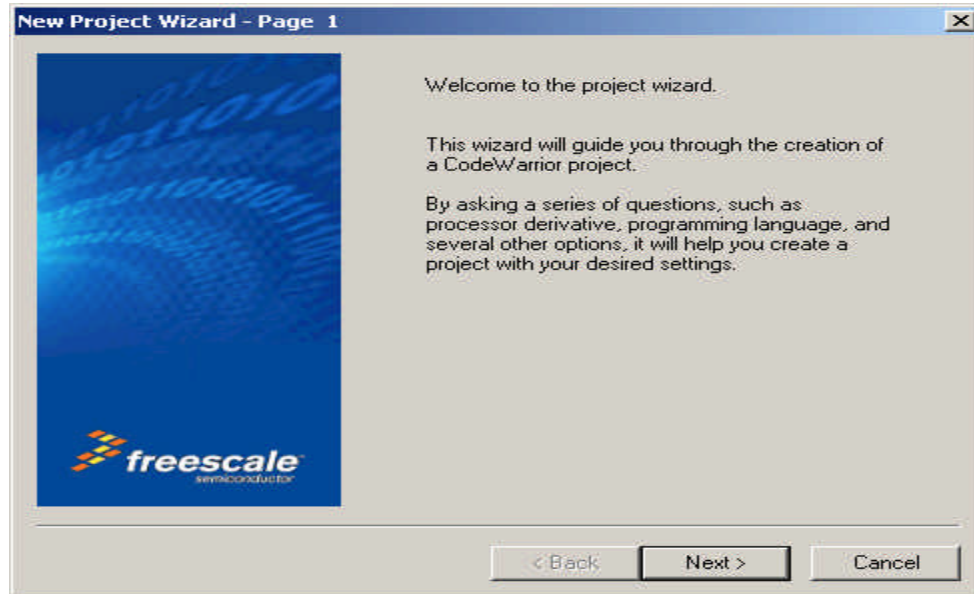 New Project Wizard - Page 1
Welcome to the project wizard.
This wizard will guide you through the creation of
a CodeWarrior project.
By asking a series of questions, such as
processor derivative, programming language, and
several other options, it will help you create a
project with your desired settings.
freescale
semiconductor
< Back
Next >
Cancel